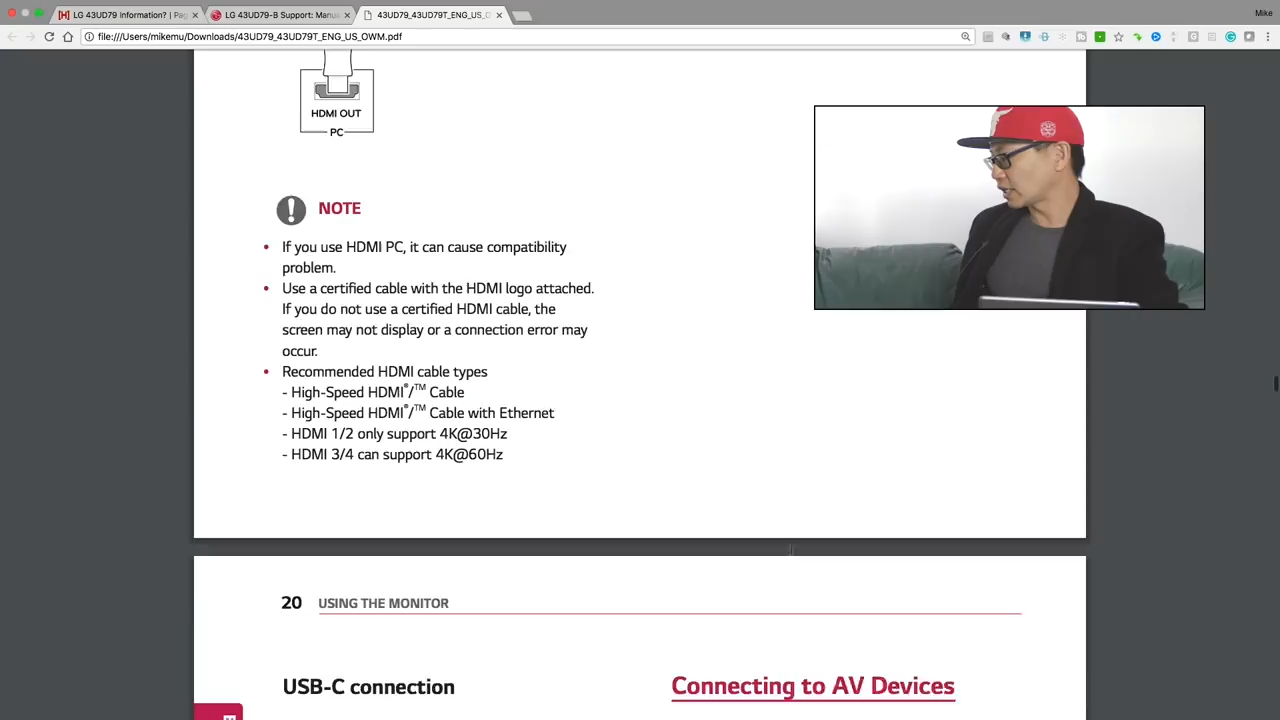 LG 43UD79 Information? | Pag
LG 43UD79-B Support: Manua
43UD79_43UD79T_ENG_US_O
Mike
file:///Users/mikemu/Downloads/43UD79_43UD79T_ENG_US_OWM.pdf
HDMI OUT
PC
NOTE
• If you use HDMI PC, it can cause compatibility
problem.
• Use a certified cable with the HDMI logo attached.
If you do not use a certified HDMI cable, the
screen may not display or a connection error may
occur.
• Recommended HDMI cable types
- High-Speed HDMI®/™ Cable
- High-Speed HDMI®/™ Cable with Ethernet
- HDMI 1/2 only support 4K@30Hz
- HDMI 3/4 can support 4K@60Hz
20 USING THE MONITOR
USB-C connection
Connecting to AV Devices